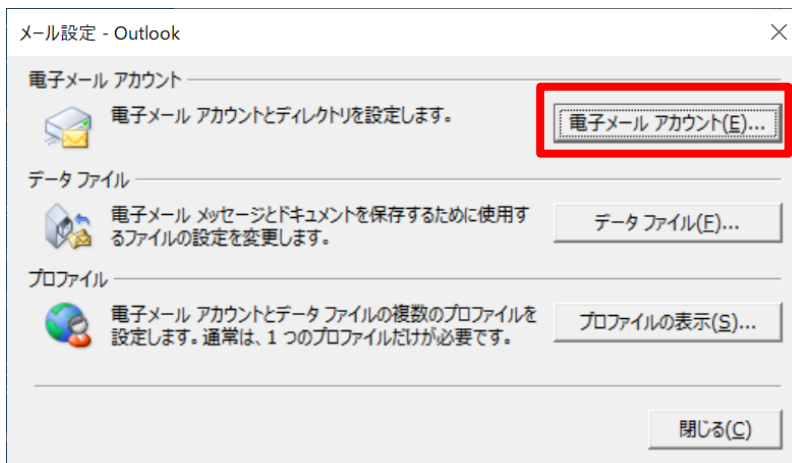 メール設定 - Outlook
電子メール アカウント
電子メール アカウントとディレクトリを設定します。
電子メール アカウント(E)...
データ ファイル
電子メール メッセージとドキュメントを保存するために使用す
るファイルの設定を変更します。
データ ファイル(F)...
プロファイル
電子メール アカウントとデータ ファイルの複数のプロファイルを
設定します。通常は、1 つのプロファイルだけが必要です。
プロファイルの表示(S)...
閉じる(C)